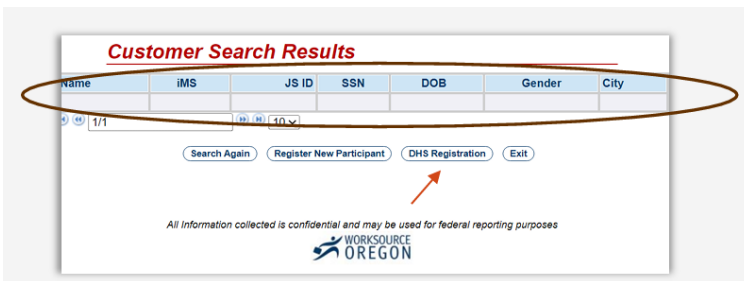 Customer Search Results
Name iMS JS ID SSN DOB Gender City
1/1 10
Search Again Register New Participant DHS Registration Exit
All Information collected is confidential and may be used for federal reporting purposes
WORKSOURCE
OREGON